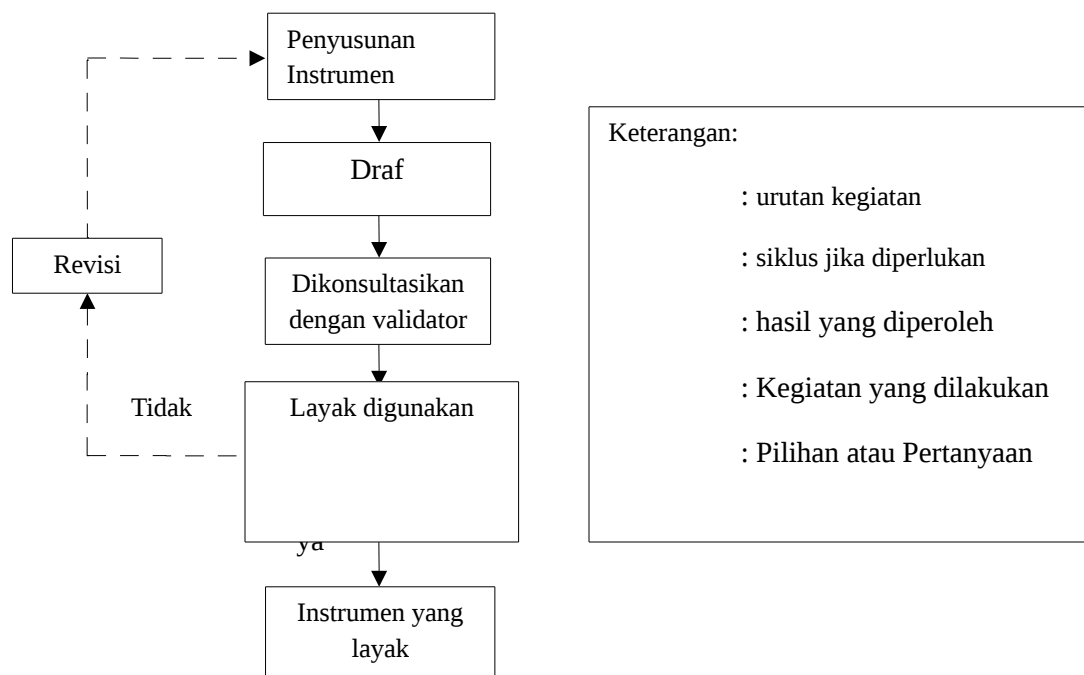 Penyusunan
Instrumen
Draf
Revisi
Dikonsultasikan
dengan validator
Tidak
Layak digunakan
ya
Instrumen yang
layak
Keterangan:
: urutan kegiatan
: siklus jika diperlukan
: hasil yang diperoleh
: Kegiatan yang dilakukan
: Pilihan atau Pertanyaan